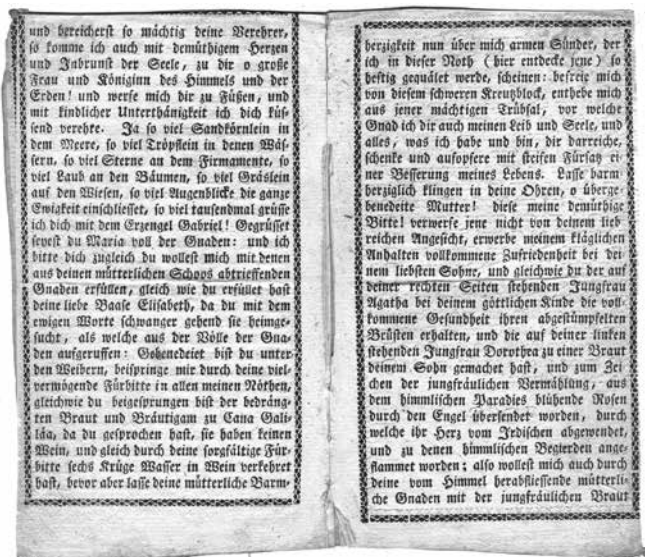 und bereicherst so mächtig deine Verehrer,
so komme ich auch mit demüthigem Herzen
und Inbrunst der Seele, zu dir o große
Frau und Königinn des Himmels und der
Erden! und werfe mich dir zu Füßen, und
mit kindlicher Unterthänigkeit ich dich küs-
send verehre. Ja so viel Sandkörnlein in
dem Meere, so viel Tröpflein in denen Wäs-
sern, so viel Sterne an dem Firmamente, so
viel Laub an den Bäumen, so viel Gräslein
auf den Wiesen, so viel Augenblicke die ganze
Ewigkeit einschliesset, so viel tausendmal grüsse
ich dich mit dem Erzengel Gabriel! Gegrüsset
seyest du Maria voll der Gnaden: und ich
bitte dich zugleich du wollest mich mit denen
aus deinen mütterlichen Schoos abtrieffenden
Gnaden erfüllen, gleich wie du erfüllet hast
deine liebe Baase Elisabeth, da du mit dem
ewigen Worte schwanger gehend sie heimge-
sucht, als welche aus der Völle der Gna-
den aufgeruffen: Gebenedeiet bist du unter
den Weibern, beispringe mir durch deine viel-
vermögende Fürbitte in allen meinen Nöthen,
gleichwie du beigesprungen bist der bedräng-
ten Braut und Bräutigam zu Cana Gali-
läa, da du gesprochen hast, sie haben keinen
Wein, und gleich durch deine sorgfältige Für-
bitte sechs Krüge Wasser in Wein verkehret
hast, bevor aber lasse deine mütterliche Barm-
herzigkeit nun über mich armen Sünder, der
ich in dieser Noth (hier entdecke jene) so
heftig gequälet werde, scheinen: befreie mich
von diesem schweren Kreutzblock, enthebe mich
aus jener mächtigen Trübsal, vor welche
Gnad ich dir auch meinen Leib und Seele, und
alles, was ich habe und bin, dir darreiche,
schenke und aufopfere mit steifen Fürsatz ei-
ner Besserung meines Lebens. Lasse barm-
herziglich klingen in deine Ohren, o überge-
benedeite Mutter! diese meine demüthige
Bitte! verwerfe jene nicht von deinem lieb-
reichen Angesicht, erwerbe meinem kläglichen
Anhalten vollkommene Zufriedenheit bei dei-
nem liebsten Sohne, und gleichwie du der auf
deiner rechten Seiten stehenden Jungfrau
Agatha bei deinem göttlichen Kinde die voll-
kommene Gesundheit ihren abgestümpfelten
Brüsten erhalten, und die auf deiner linken
stehenden Jungfrau Dorothea zu einer Braut
deinem Sohn gemachet hast, und zum Zei-
chen der jungfräulichen Vermählung, aus
dem himmlischen Paradies blühende Rosen
durch den Engel übersendet worden, durch
welche ihr Herz vom Irdischen abgewendet,
und zu denen himmlischen Begierden ange-
flammet worden; also wollest mich auch durch
deine vom Himmel herabfliessende mütterli-
che Gnaden mit der jungfräulichen Braut